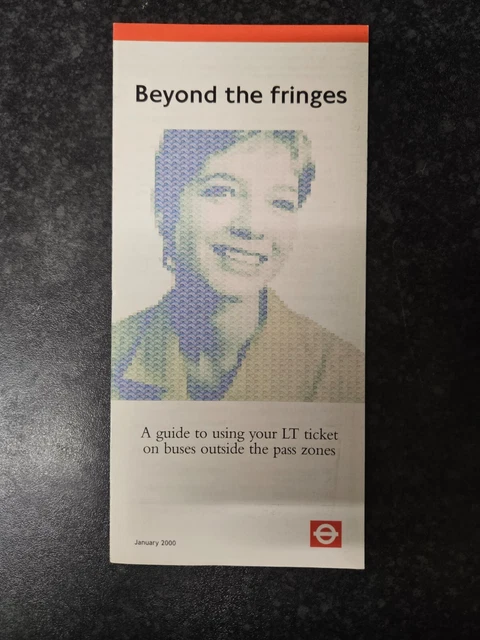 Beyond the fringes
A guide to using your LT ticket
on buses outside the pass zones
January 2000